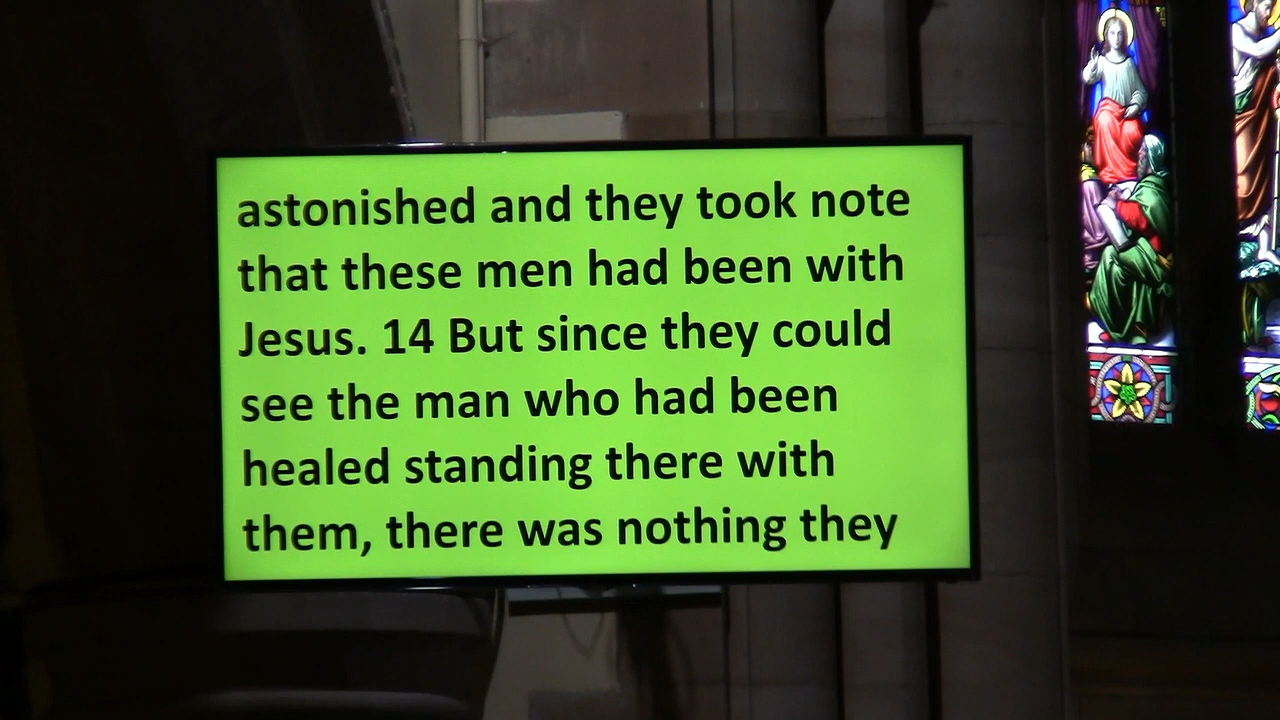 astonished and they took note
that these men had been with
Jesus. 14 But since they could
see the man who had been
healed standing there with
them, there was nothing they